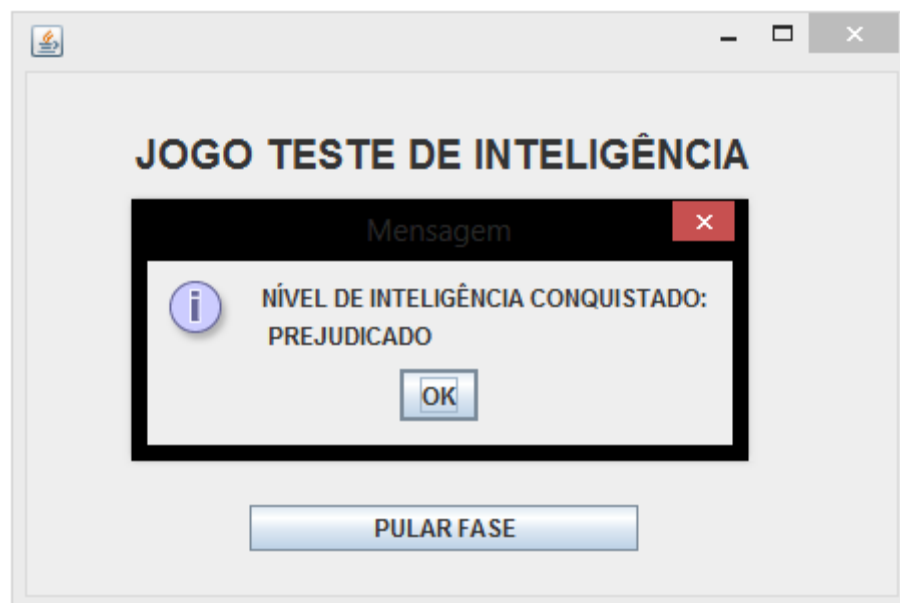 JOGO TESTE DE INTELIGÊNCIA
Mensagem
NÍVEL DE INTELIGÊNCIA CONQUISTADO:
PREJUDICADO
OK
PULAR FASE